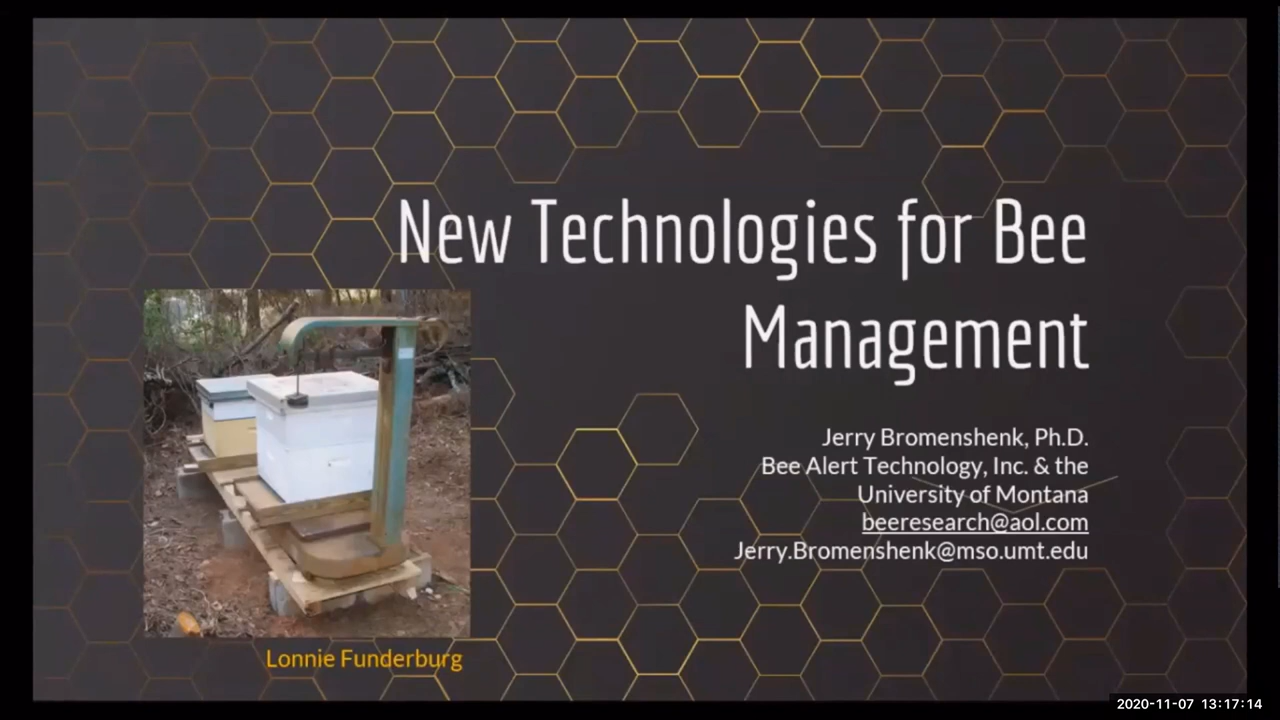 New Technologies for Bee
Management
Jerry Bromenshenk, Ph.D.
Bee Alert Technology, Inc. & the
University of Montana
beeresearch@aol.com
Jerry.Bromenshenk@mso.umt.edu
Lonnie Funderburg
2020-11-07 13:17:14